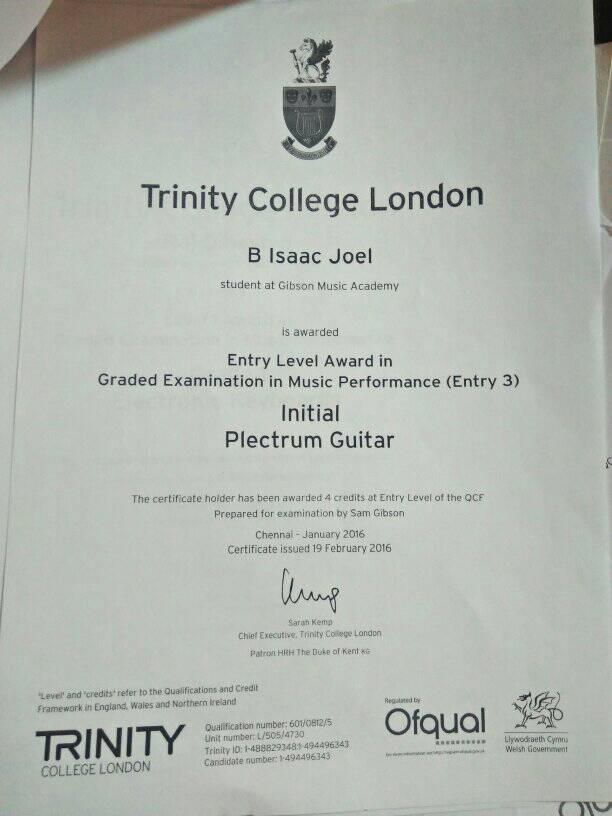 Trinity College London
B Isaac Joel
student at Gibson Music Academy
is awarded
Entry Level Award in
Graded Examination in Music Performance (Entry 3)
Initial
Plectrum Guitar
The certificate holder has been awarded 4 credits at Entry Level of the QCF
Prepared for examination by Sam Gibson
Chennai - January 2016
Certificate issued 19 February 2016
Sarah Kemp
Chief Executive, Trinity College London
Patron HRH The Duke of Kent KG
'Level' and 'credits' refer to the Qualifications and Credit
Framework in England, Wales and Northern Ireland
TRINITY
COLLEGE LONDON
Qualification number: 601/0812/5
Unit number: L/505/4730
Trinity ID: 1-488829348:1-494496343
Candidate number: 1-494496343
Regulated by
Ofqual
Llywodraeth Cymru
Welsh Government